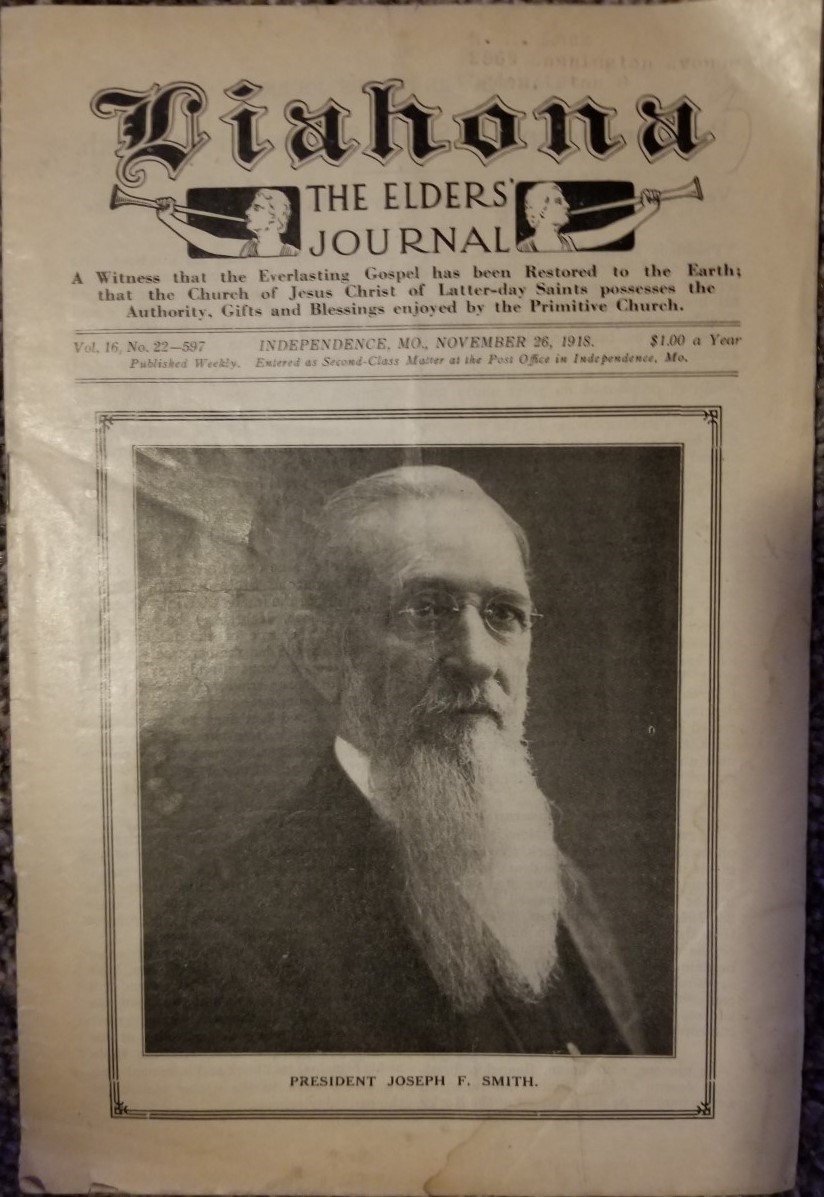 Liahona
THE ELDERS'
JOURNAL
A Witness that the Everlasting Gospel has been Restored to the Earth;
that the Church of Jesus Christ of Latter-day Saints possesses the
Authority, Gifts and Blessings enjoyed by the Primitive Church.
Vol. 16, No. 22—597 INDEPENDENCE, MO., NOVEMBER 26, 1918. $1.00 a Year
Published Weekly. Entered as Second-Class Matter at the Post Office in Independence, Mo.
PRESIDENT JOSEPH F. SMITH.